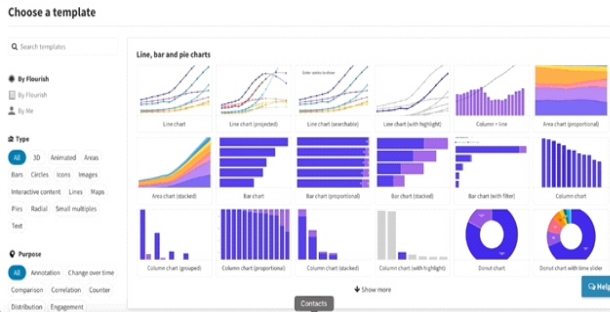 Choose a template
Search templates
By Flourish
By Flourish
By Me
Type
All 3D Animated Areas
Bars Circles Icons Images
Interactive content Lines Maps
Pies Radial Small multiples
Text
Purpose
All Annotation Change over time
Comparison Correlation Counter
Distribution Engagement
Line, bar and pie charts
Line chart
Line chart (projected)
Line chart (searchable)
Line chart (with highlight)
Column + line
Area chart (proportional)
Area chart (stacked)
Bar chart
Bar chart (proportional)
Bar chart (stacked)
Bar chart (with filter)
Column chart
Column chart (grouped)
Column chart (proportional)
Column chart (stacked)
Column chart (with highlight)
Donut chart
Donut chart with time slider
Show more
Help
Contacts